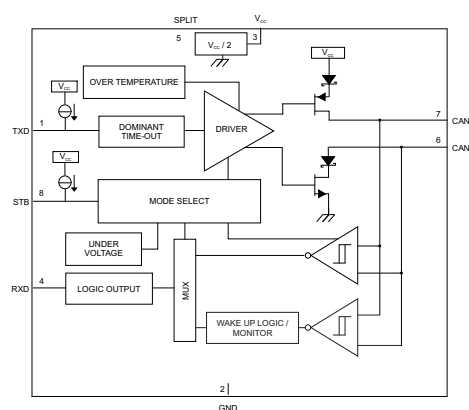 SPLIT
Vcc
5
3
Vcc / 2
Vcc
Vcc
OVER TEMPERATURE
TXD
1
DOMINANT
TIME-OUT
DRIVER
7
CAN
6
CAN
Vcc
STB
8
MODE SELECT
UNDER
VOLTAGE
RXD
4
LOGIC OUTPUT
MUX
WAKE UP LOGIC /
MONITOR
2
GND